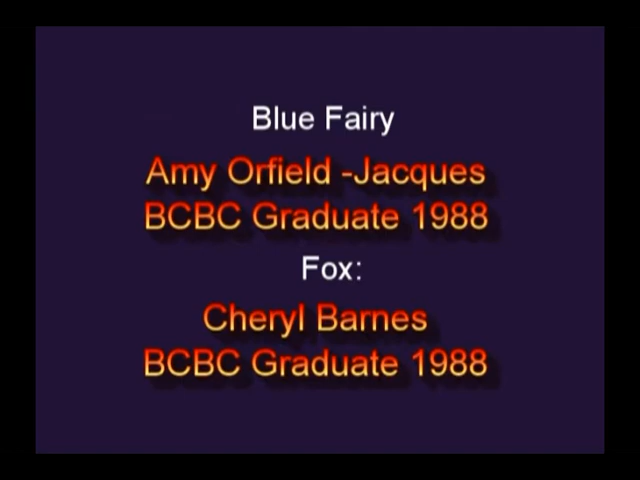 Blue Fairy
Amy Orfield -Jacques
BCBC Graduate 1988
Fox:
Cheryl Barnes
BCBC Graduate 1988